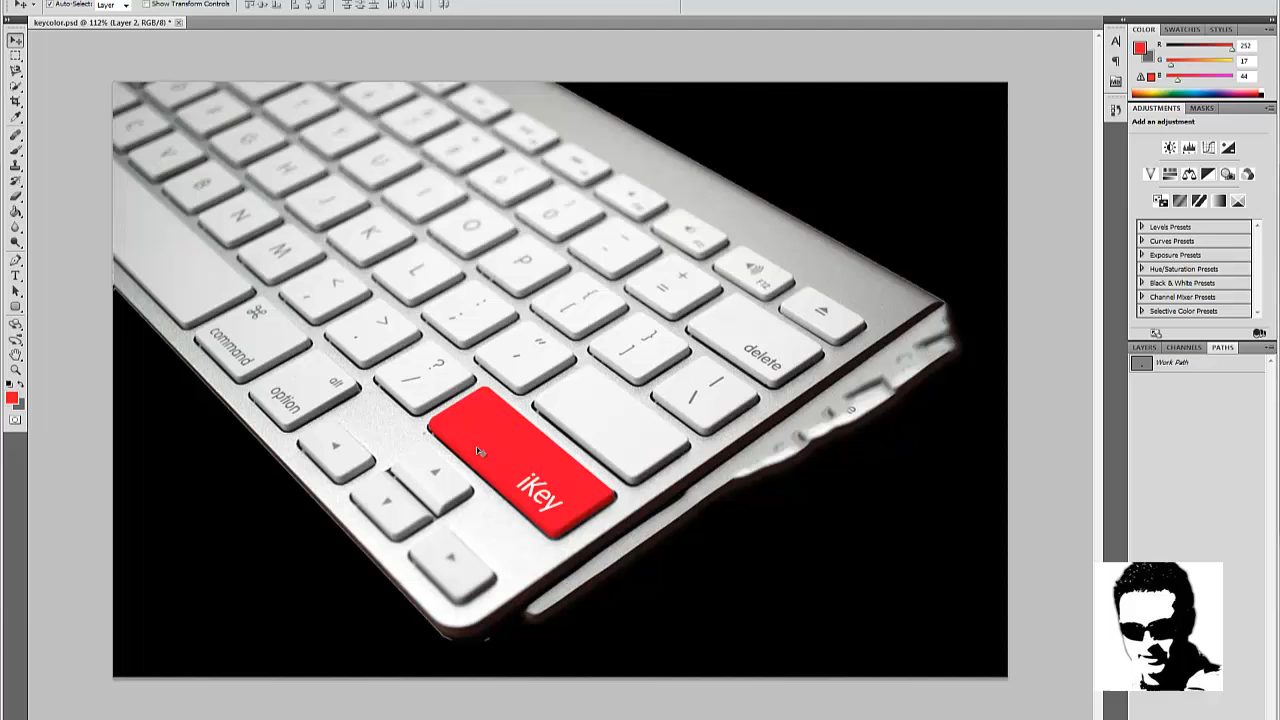 Auto-Select:
Layer
Show Transform Controls
keycolor.psd @ 112% (Layer 2, RGB/8) *
COLOR
SWATCHES
STYLES
R
252
G
17
B
44
ADJUSTMENTS
MASKS
Add an adjustment
Levels Presets
Curves Presets
Exposure Presets
Hue/Saturation Presets
Black & White Presets
Channel Mixer Presets
Selective Color Presets
LAYERS
CHANNELS
PATHS
Work Path
N
O
M
K
P
L
F12
delete
command
alt
option
iKey